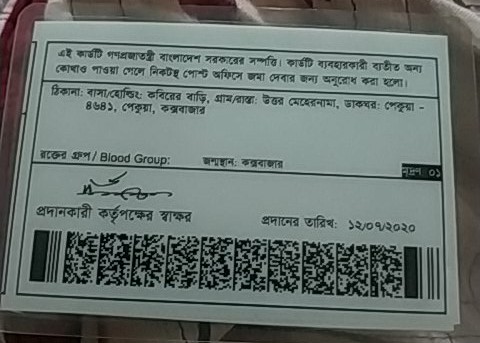 এই কার্ডটি গণপ্রজাতন্ত্রী বাংলাদেশ সরকারের সম্পত্তি। কার্ডটি ব্যবহারকারী ব্যতীত অন্য
কোথাও পাওয়া গেলে নিকটস্থ পোস্ট অফিসে জমা দেবার জন্য অনুরোধ করা হলো।
ঠিকানা: বাসা/হোল্ডিং: কবিরের বাড়ি, গ্রাম/রাস্তা: উত্তর মেহেরনামা, ডাকঘর: পেকুয়া -
৪৬৪১, পেকুয়া, কক্সবাজার
রক্তের গ্রুপ / Blood Group: জন্মস্থান: কক্সবাজার
মুদ্রণ: ০১
প্রদানকারী কর্তৃপক্ষের স্বাক্ষর প্রদানের তারিখ: ১২/০৭/২০২০